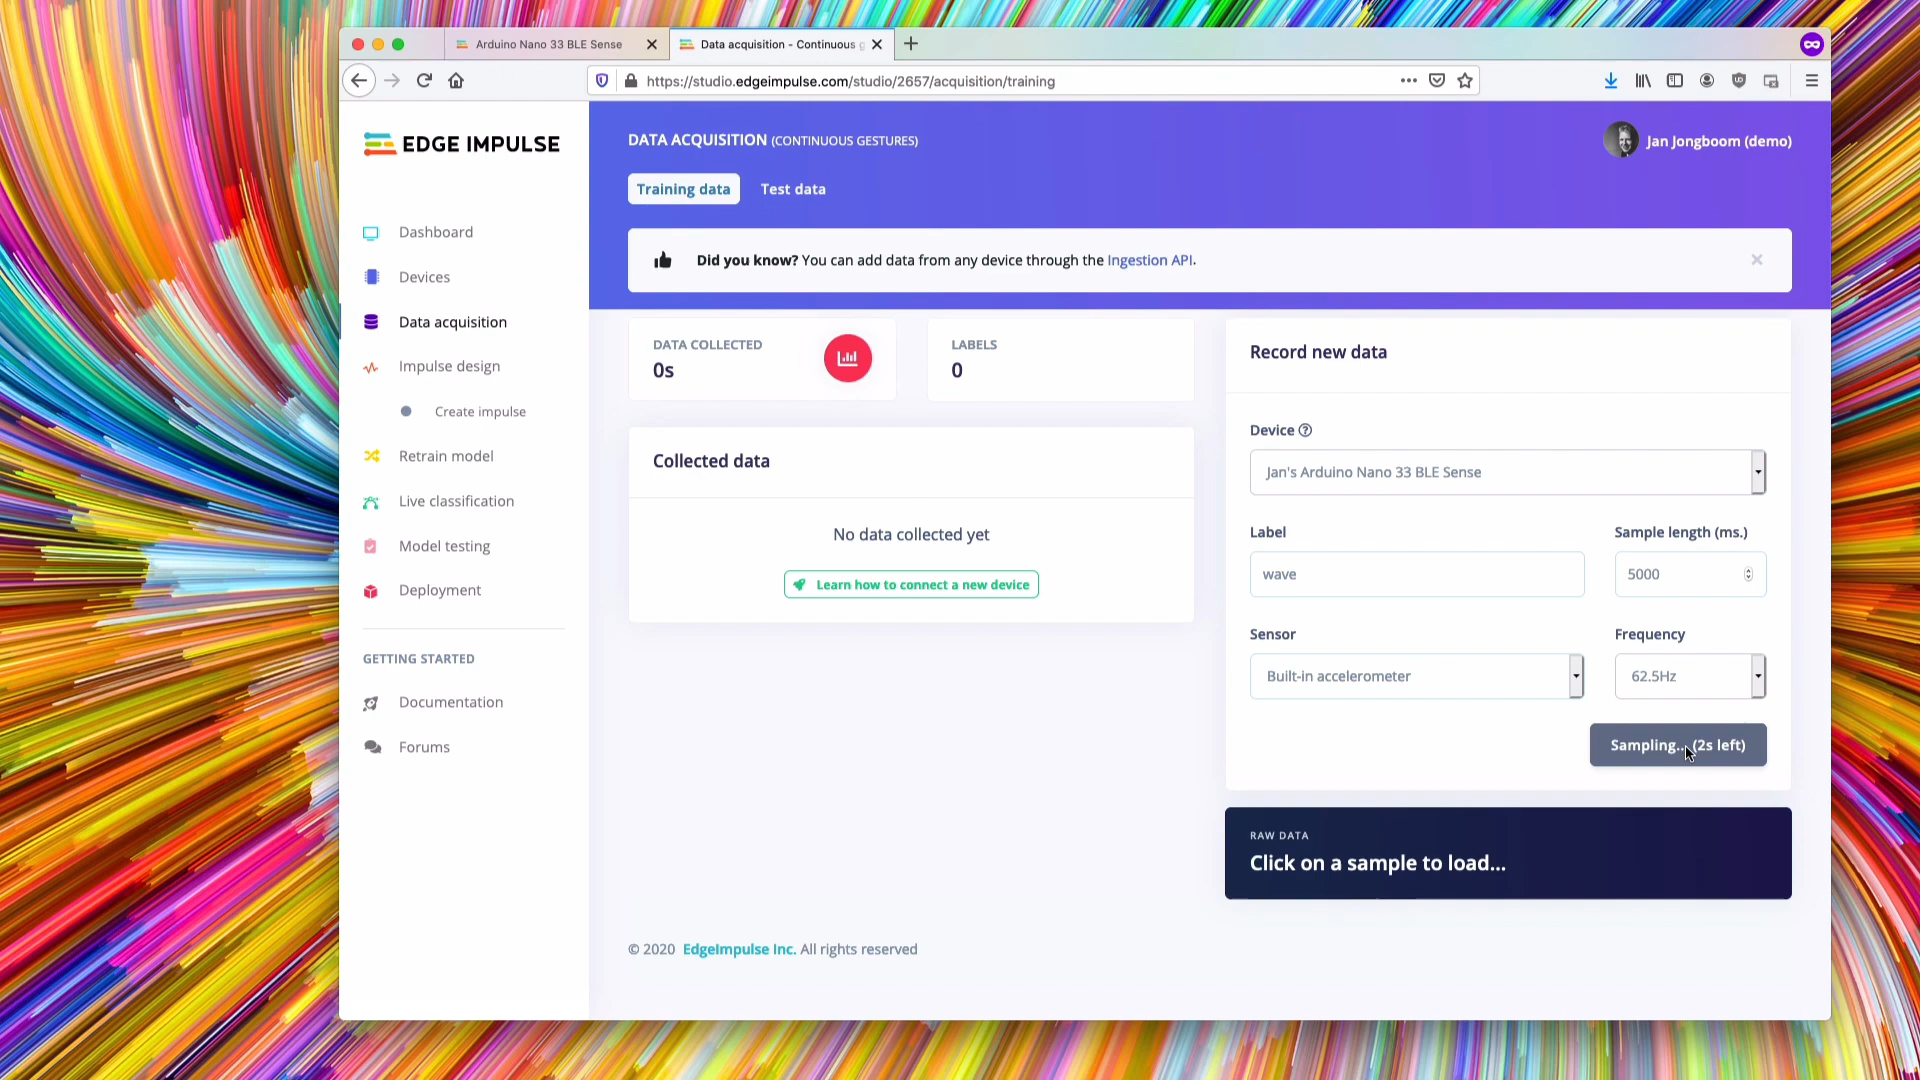 Arduino Nano 33 BLE Sense
Data acquisition - Continuous g
https://studio.edgeimpulse.com/studio/2657/acquisition/training
EDGE IMPULSE
Dashboard
Devices
Data acquisition
Impulse design
Create impulse
Retrain model
Live classification
Model testing
Deployment
GETTING STARTED
Documentation
Forums
DATA ACQUISITION (CONTINUOUS GESTURES)
Jan Jongboom (demo)
Training data
Test data
Did you know? You can add data from any device through the Ingestion API.
DATA COLLECTED
0s
LABELS
0
Collected data
No data collected yet
Learn how to connect a new device
Record new data
Device
Jan's Arduino Nano 33 BLE Sense
Label
Sample length (ms.)
wave
5000
Sensor
Frequency
Built-in accelerometer
62.5Hz
Sampling... (2s left)
RAW DATA
Click on a sample to load...
© 2020 EdgeImpulse Inc. All rights reserved